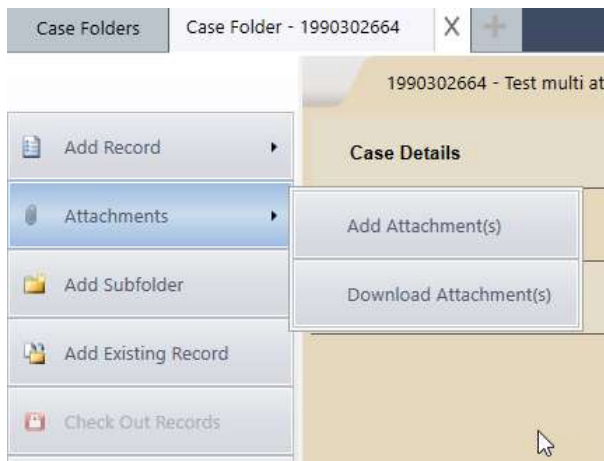 Case Folders
Case Folder - 1990302664
X
+
1990302664 - Test multi at
Add Record
Case Details
Attachments
Add Attachment(s)
Add Subfolder
Download Attachment(s)
Add Existing Record
Check Out Records